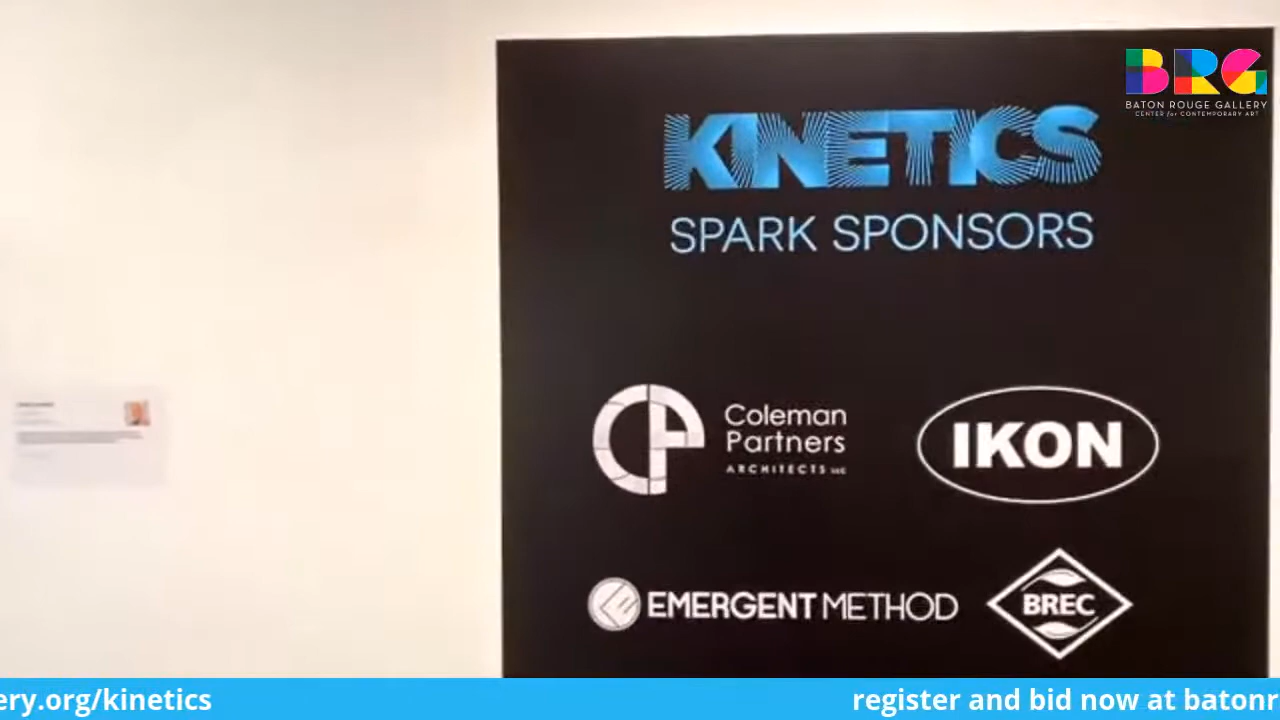 BRG
BATON ROUGE GALLERY
CENTER for CONTEMPORARY ART
KINETICS
SPARK SPONSORS
Coleman
Partners
ARCHITECTS LLC
IKON
EMERGENT METHOD
BREC
ery.org/kinetics
register and bid now at batonr